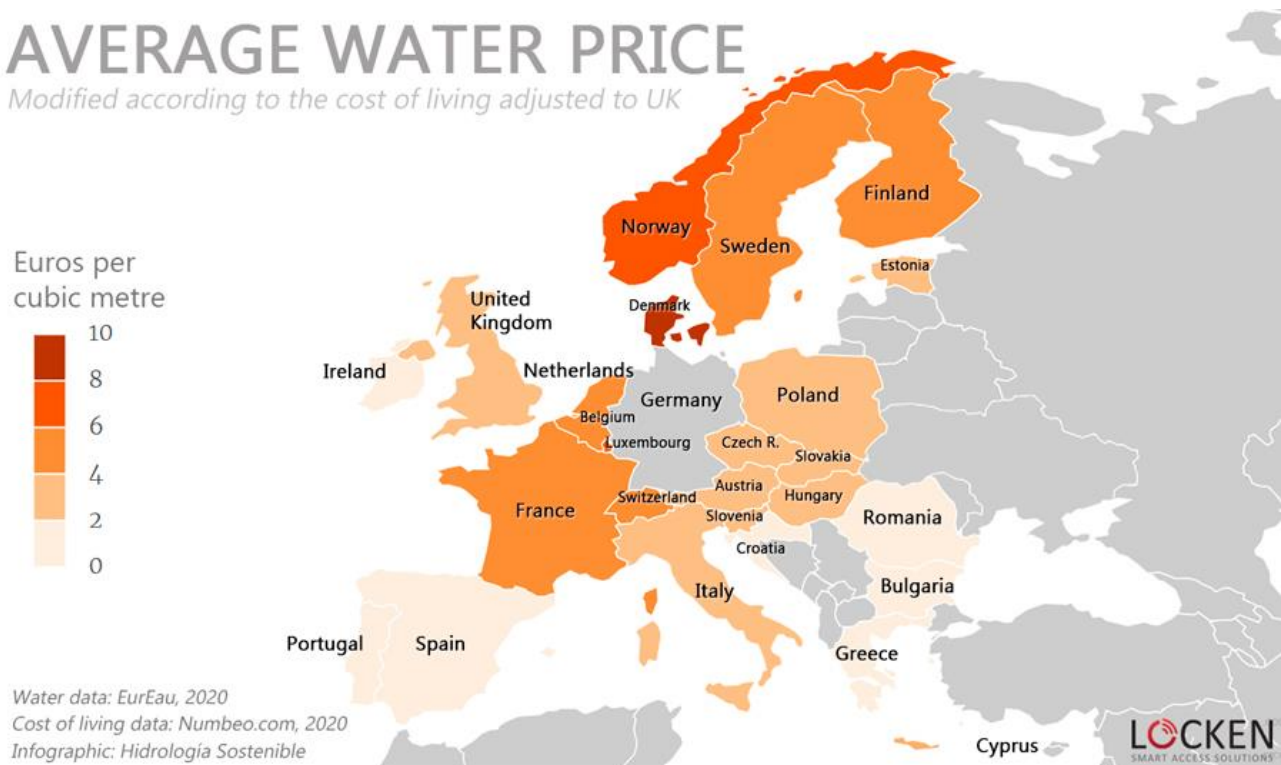 AVERAGE WATER PRICE
Modified according to the cost of living adjusted to UK
Euros per
cubic metre
10
8
6
4
2
0
Norway
Sweden
Finland
Estonia
Denmark
United
Kingdom
Ireland
Netherlands
Belgium
Luxembourg
Germany
Poland
Czech R.
Slovakia
Austria
Hungary
Switzerland
Slovenia
France
Croatia
Romania
Italy
Bulgaria
Portugal
Spain
Greece
Cyprus
Water data: EurEau, 2020
Cost of living data: Numbeo.com, 2020
Infographic: Hidrología Sostenible
LOCKEN
SMART ACCESS SOLUTIONS